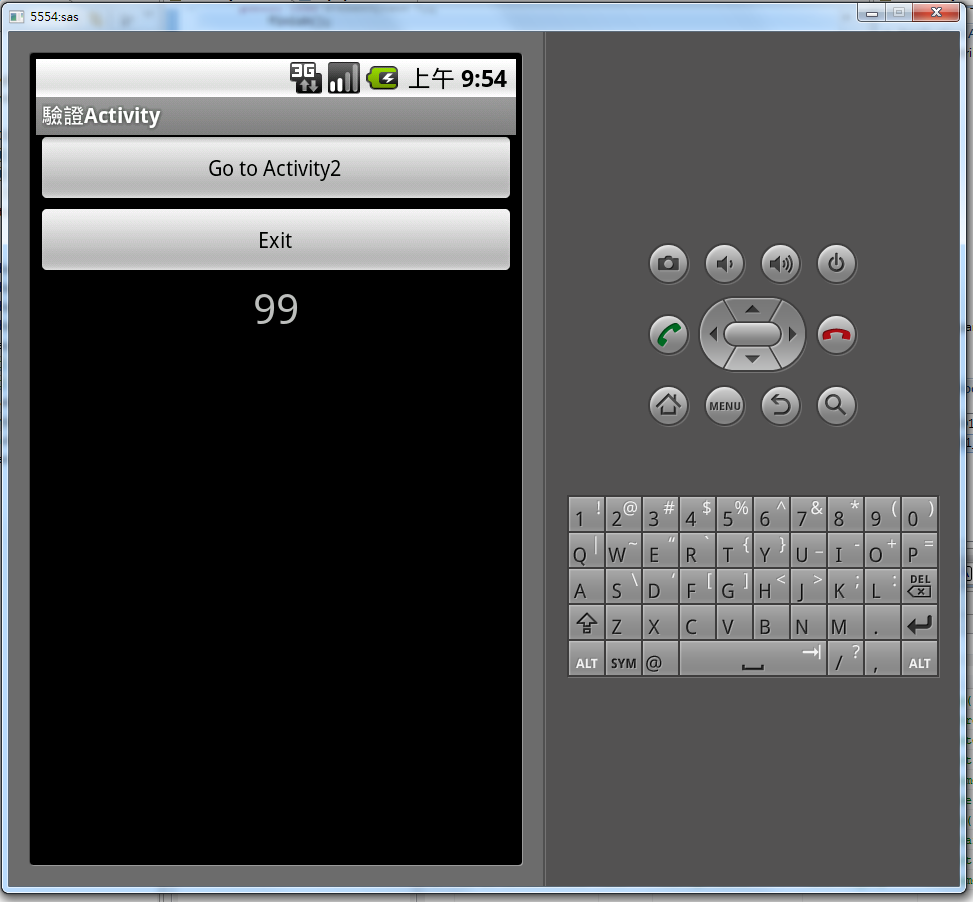 5554:sas
3G 上午 9:54
驗證Activity
Go to Activity2
Exit
99
MENU
1 ! 2 @ 3 # 4 $ 5 % 6 ^ 7 & 8 * 9 ( 0 )
Q | W ~ E “ R ` T { Y } U _ I - O + P =
A S \ D ‘ F [ G ] H < J > K ; L : DEL
Z X C V B N M .
ALT SYM @ / ? , ALT